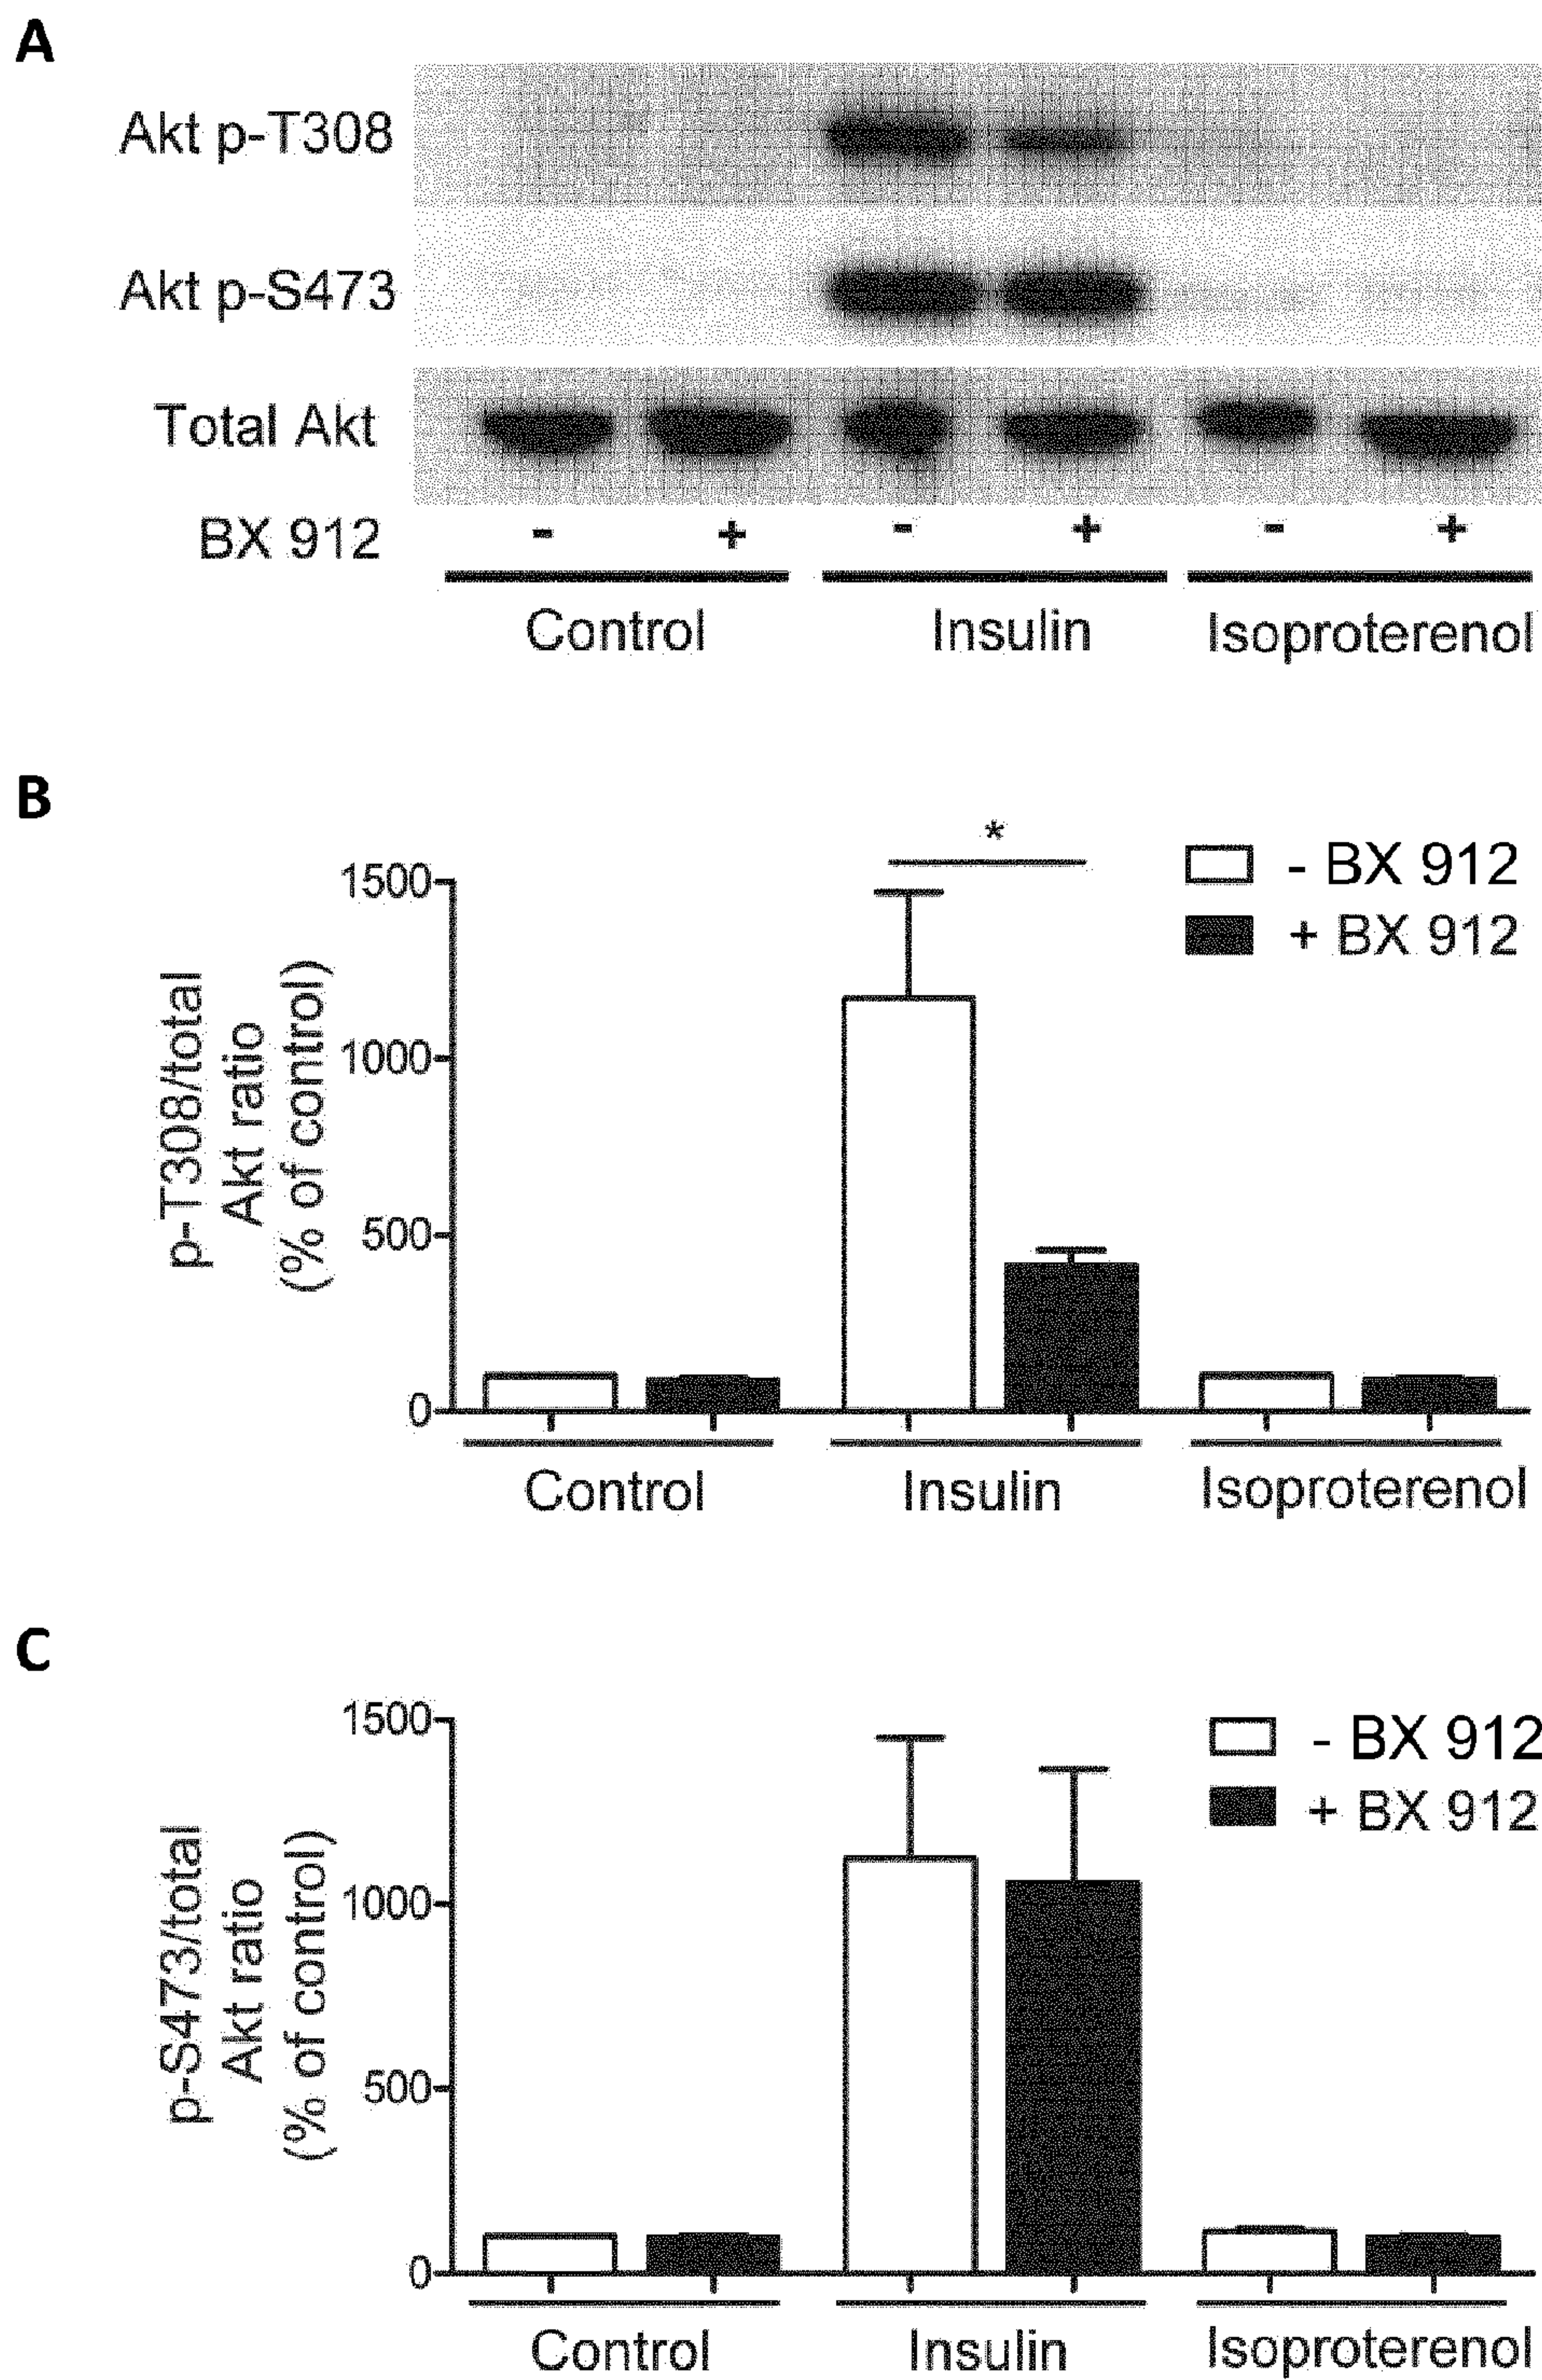 A
Akt p-T308
Akt p-S473
Total Akt
BX 912 - + - + - +
Control Insulin Isoproterenol
B
*
- BX 912
+ BX 912
p-T308/total
Akt ratio
(% of control)
1500
1000
500
0
Control Insulin Isoproterenol
C
- BX 912
+ BX 912
p-S473/total
Akt ratio
(% of control)
1500
1000
500
0
Control Insulin Isoproterenol